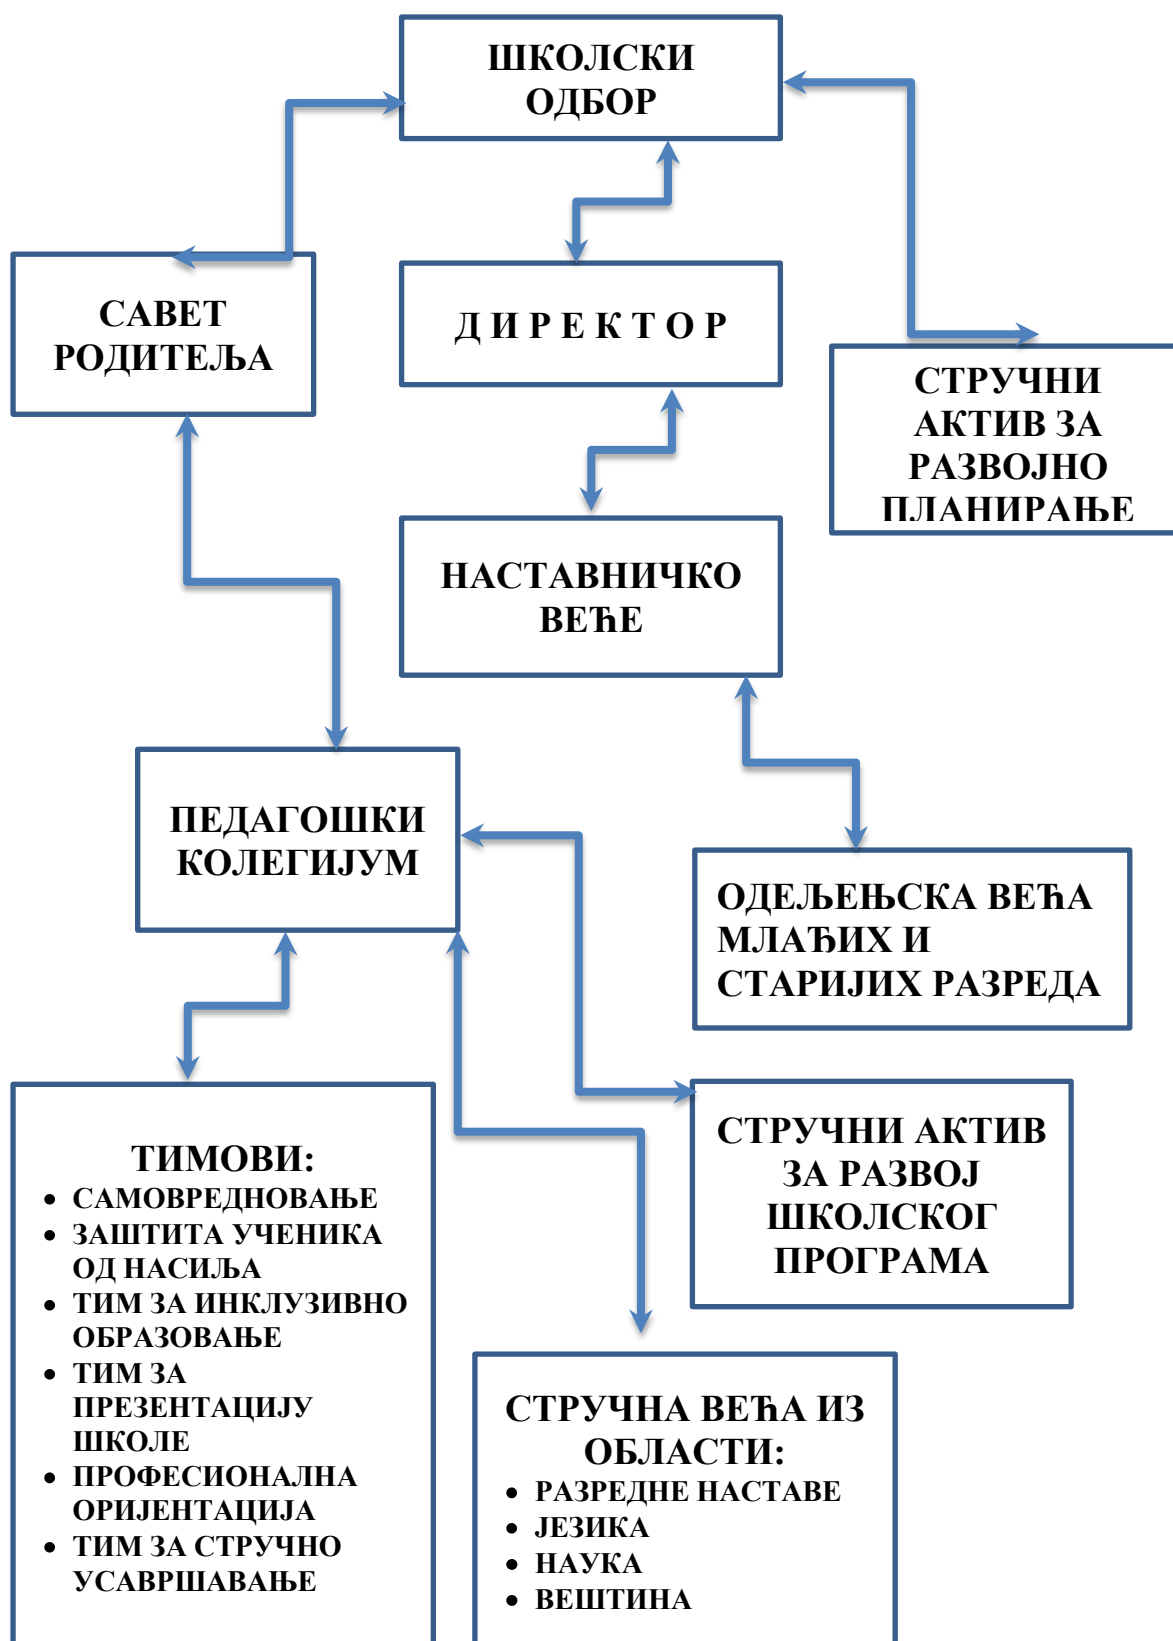 ШКОЛСКИ
ОДБОР
САВЕТ
РОДИТЕЉА
Д И Р Е К Т О Р
СТРУЧНИ
АКТИВ ЗА
РАЗВОЈНО
ПЛАНИРАЊЕ
НАСТАВНИЧКО
ВЕЋЕ
ПЕДАГОШКИ
КОЛЕГИЈУМ
ОДЕЉЕЊСКА ВЕЋА
МЛАЂИХ И
СТАРИЈИХ РАЗРЕДА
СТРУЧНИ АКТИВ
ЗА РАЗВОЈ
ШКОЛСКОГ
ПРОГРАМА
ТИМОВИ:
• САМОВРЕДНОВАЊЕ
• ЗАШТИТА УЧЕНИКА
ОД НАСИЉА
• ТИМ ЗА ИНКЛУЗИВНО
ОБРАЗОВАЊЕ
• ТИМ ЗА
ПРЕЗЕНТАЦИЈУ
ШКОЛЕ
• ПРОФЕСИОНАЛНА
ОРИЈЕНТАЦИЈА
• ТИМ ЗА СТРУЧНО
УСАВРШАВАЊЕ
СТРУЧНА ВЕЋА ИЗ
ОБЛАСТИ:
• РАЗРЕДНЕ НАСТАВЕ
• ЈЕЗИКА
• НАУКА
• ВЕШТИНА